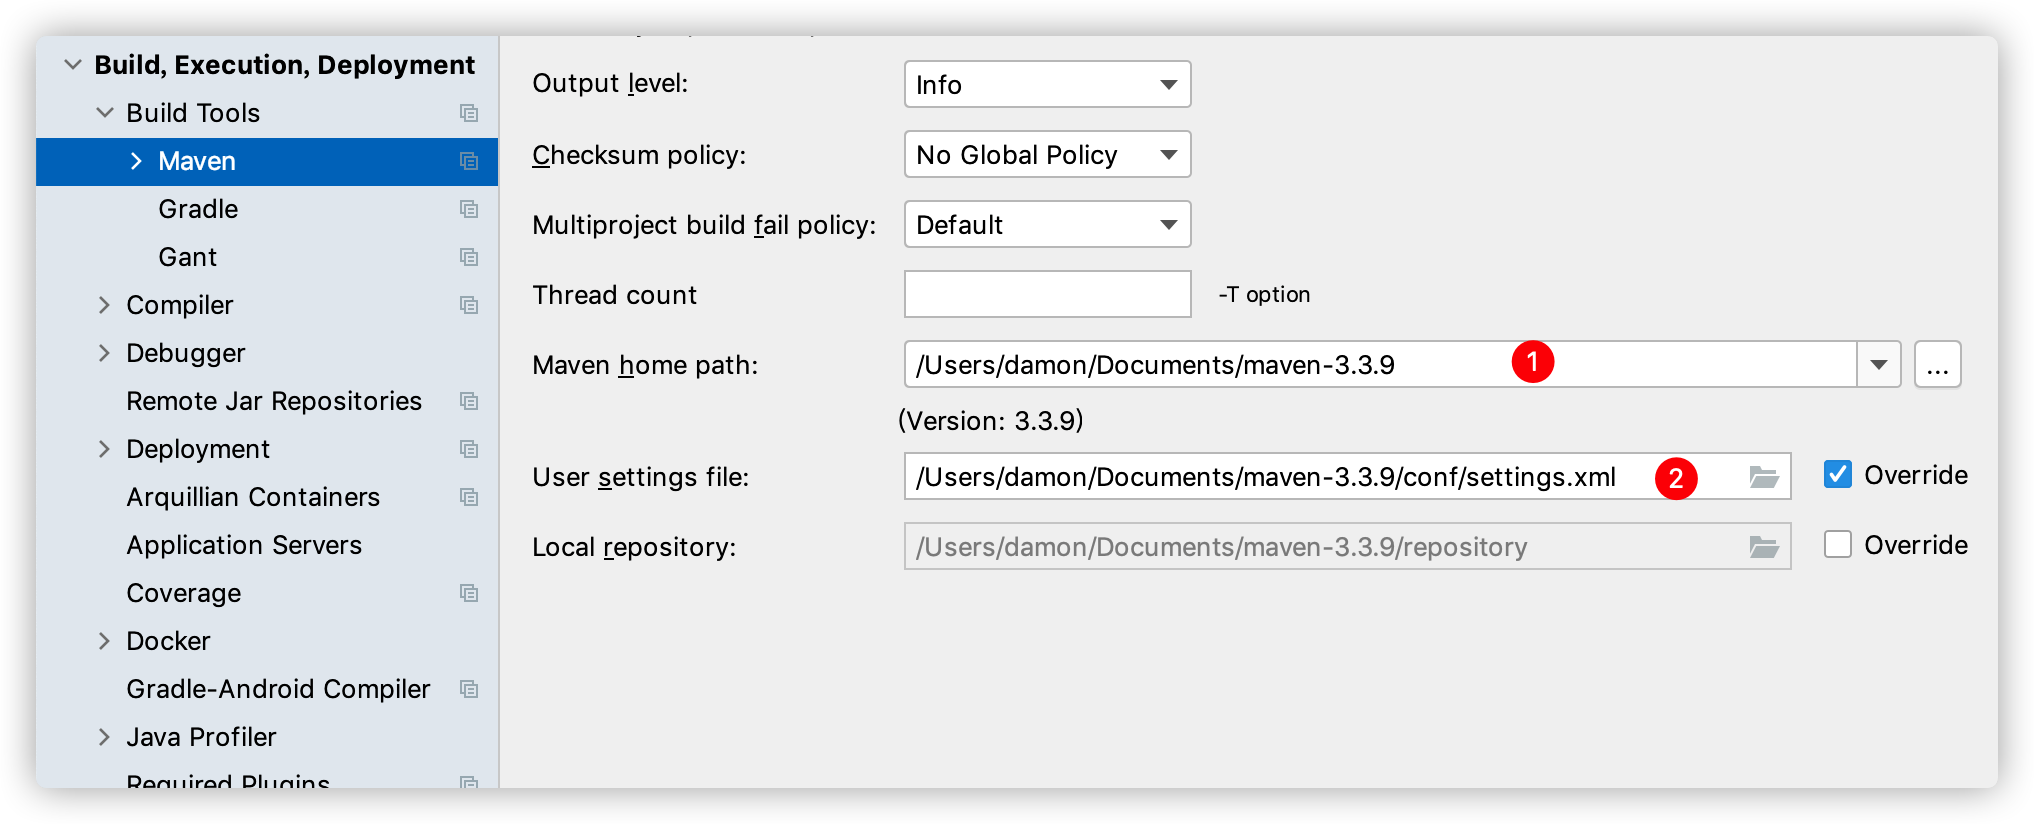 Build, Execution, Deployment
Build Tools
Maven
Gradle
Gant
Compiler
Debugger
Remote Jar Repositories
Deployment
Arquillian Containers
Application Servers
Coverage
Docker
Gradle-Android Compiler
Java Profiler
Required Plugins
Output level: Info
Checksum policy: No Global Policy
Multiproject build fail policy: Default
Thread count -T option
Maven home path: /Users/damon/Documents/maven-3.3.9 1 ...
(Version: 3.3.9)
User settings file: /Users/damon/Documents/maven-3.3.9/conf/settings.xml 2 Override
Local repository: /Users/damon/Documents/maven-3.3.9/repository Override